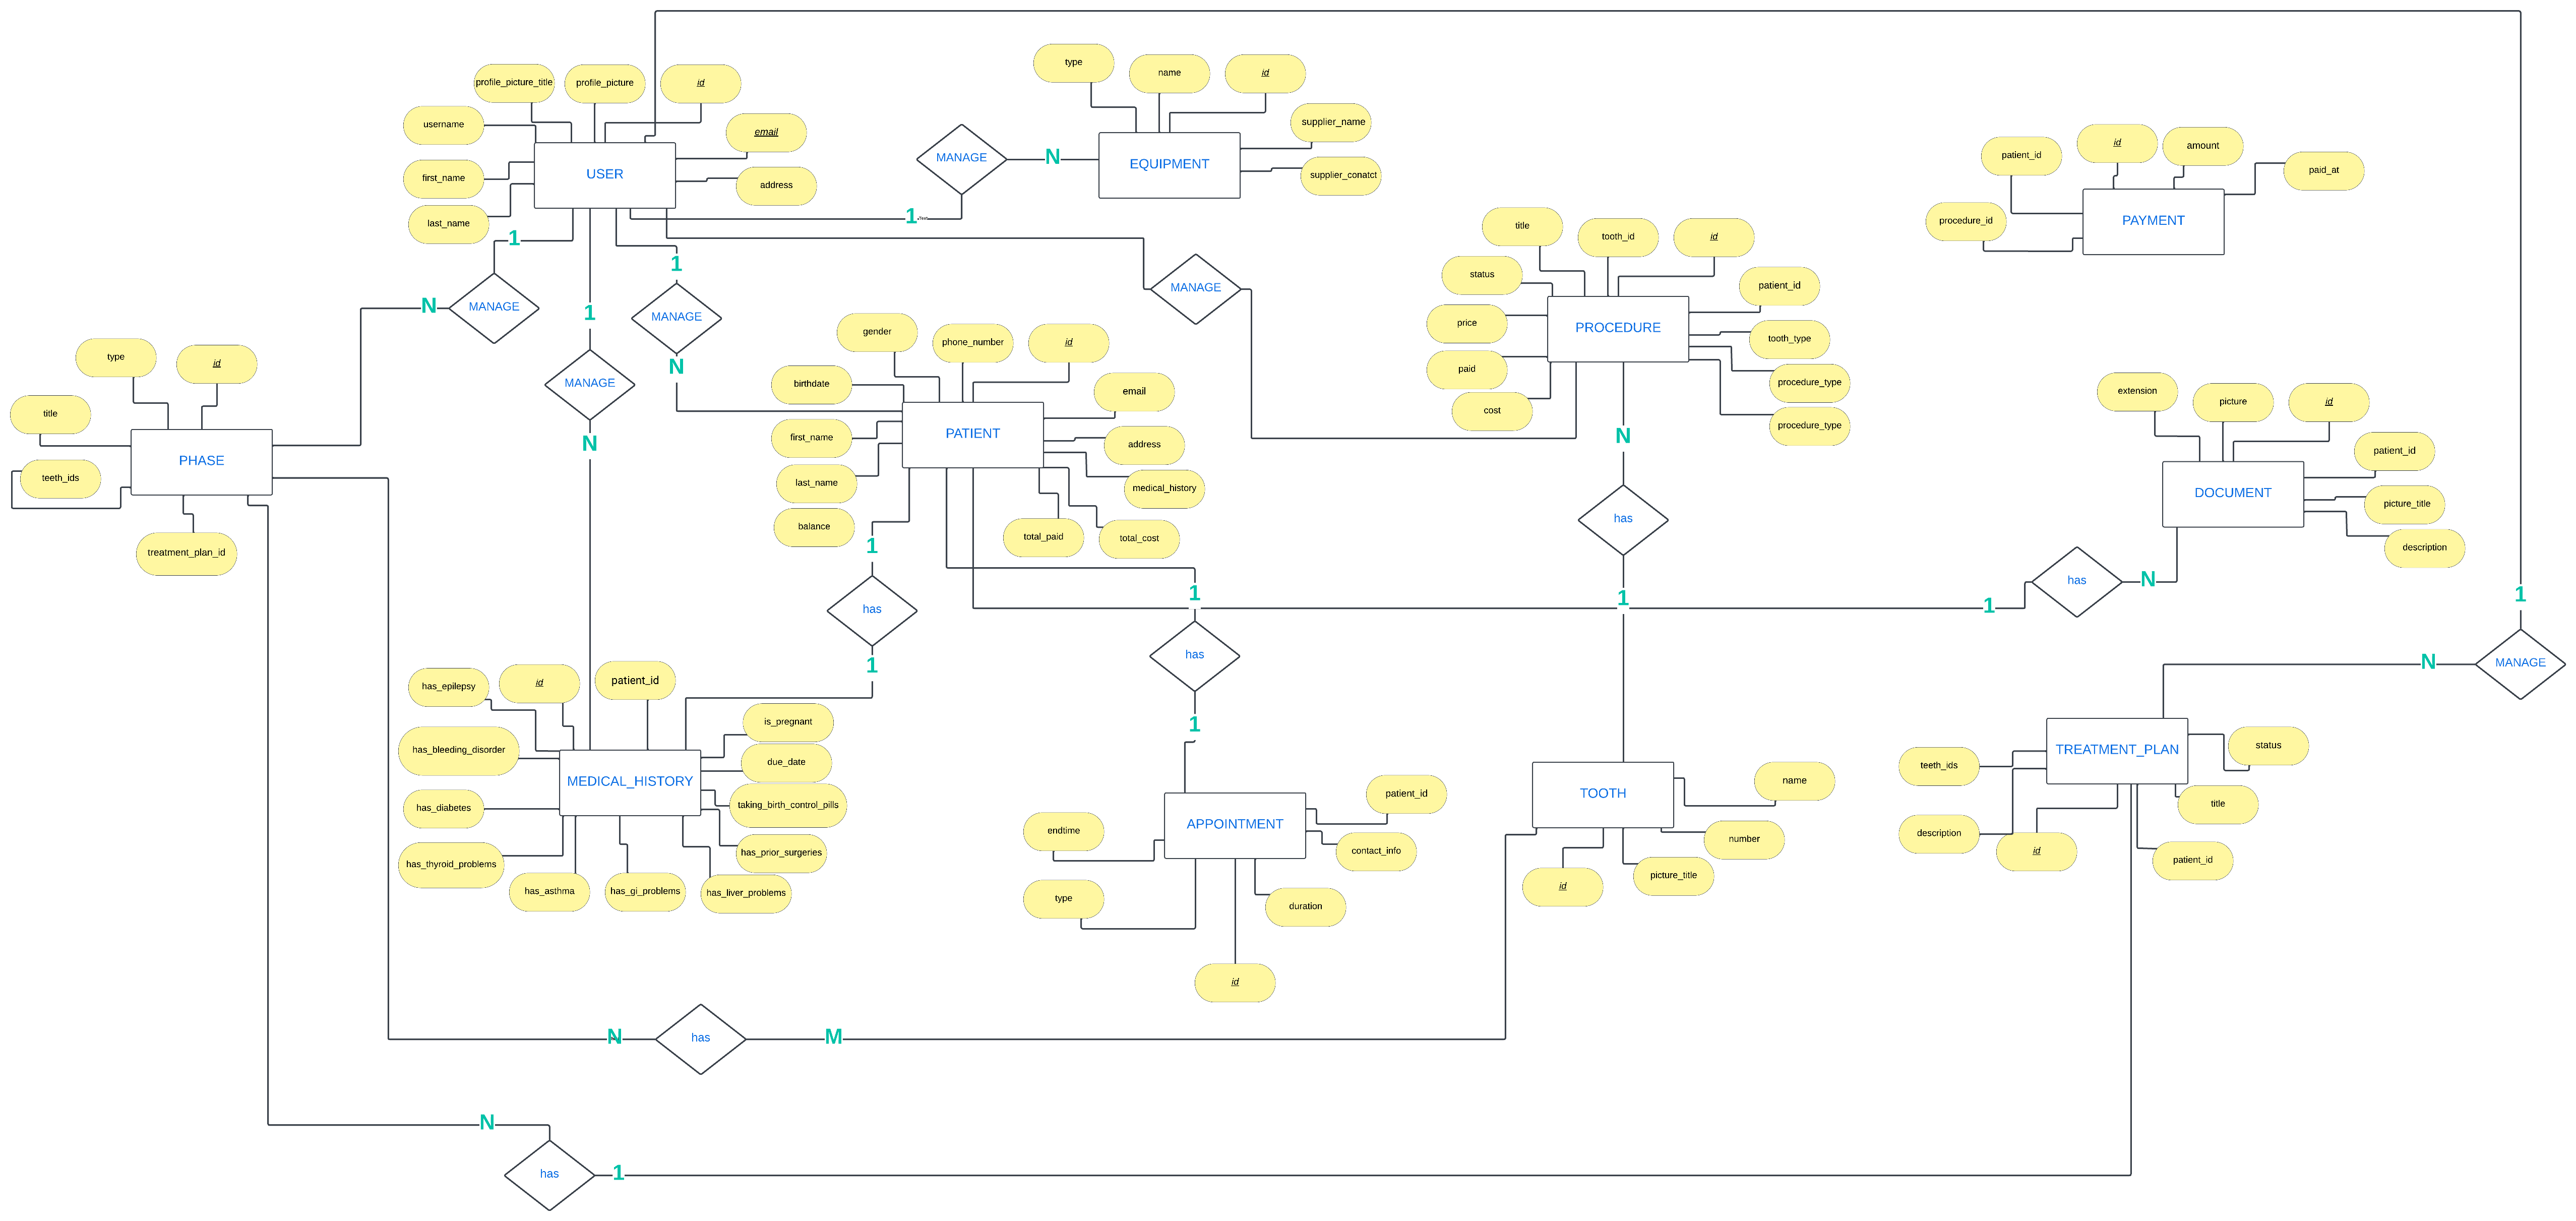 profile_picture_title
profile_picture
id
username
email
USER
first_name
address
last_name
type
name
id
supplier_name
MANAGE
N
EQUIPMENT
supplier_conatct
1
patient_id
id
amount
paid_at
procedure_id
PAYMENT
1
MANAGE
N
1
MANAGE
N
1
MANAGE
N
MANAGE
title
tooth_id
id
status
patient_id
price
PROCEDURE
tooth_type
paid
procedure_type
cost
procedure_type
N
has
1
type
id
title
PHASE
teeth_ids
treatment_plan_id
gender
phone_number
id
birthdate
email
first_name
PATIENT
address
last_name
medical_history
balance
total_paid
total_cost
extension
picture
id
patient_id
DOCUMENT
picture_title
description
1
has
1
1
has
1
1
has
N
1
MANAGE
N
has_epilepsy
id
patient_id
is_pregnant
has_bleeding_disorder
due_date
MEDICAL_HISTORY
has_diabetes
taking_birth_control_pills
has_thyroid_problems
has_prior_surgeries
has_asthma
has_gi_problems
has_liver_problems
patient_id
endtime
APPOINTMENT
contact_info
type
duration
id
name
TOOTH
number
id
picture_title
status
teeth_ids
TREATMENT_PLAN
title
description
id
patient_id
N
has
M
N
has
1